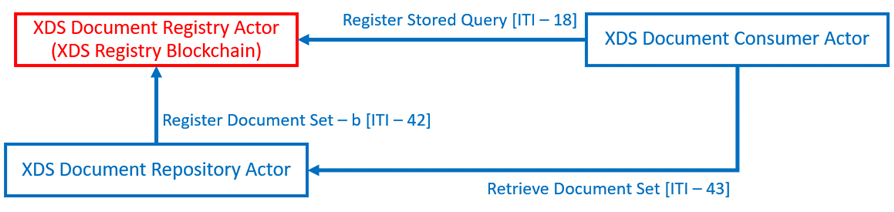 XDS Document Registry Actor
(XDS Registry Blockchain)
Register Stored Query [ITI – 18]
XDS Document Consumer Actor
Register Document Set – b [ITI – 42]
XDS Document Repository Actor
Retrieve Document Set [ITI – 43]